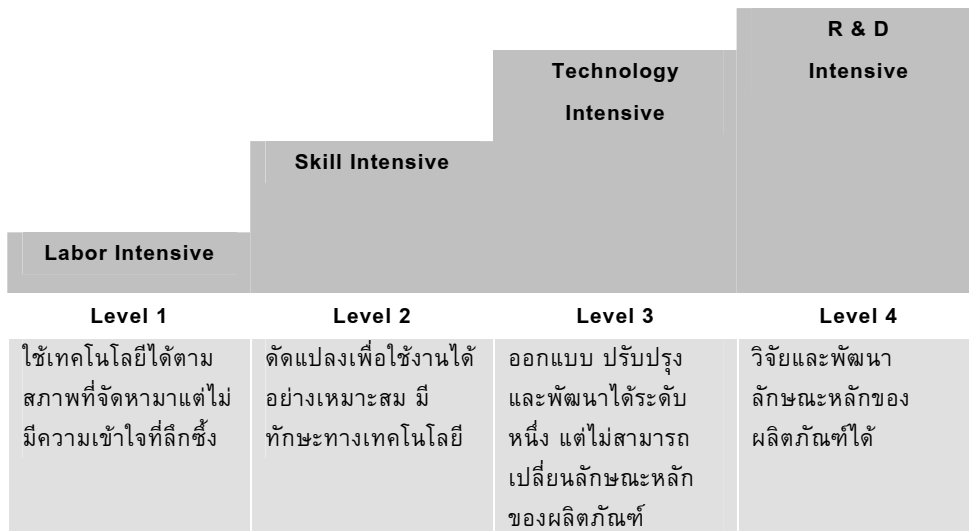 R & D
Intensive
Technology
Intensive
Skill Intensive
Labor Intensive
Level 1
Level 2
Level 3
Level 4
ใช้เทคโนโลยีได้ตาม
สภาพที่จัดหามาแต่ไม่
มีความเข้าใจที่ลึกซึ้ง
ดัดแปลงเพื่อใช้งานได้
อย่างเหมาะสม มี
ทักษะทางเทคโนโลยี
ออกแบบ ปรับปรุง
และพัฒนาได้ระดับ
หนึ่ง แต่ไม่สามารถ
เปลี่ยนลักษณะหลัก
ของผลิตภัณฑ์
วิจัยและพัฒนา
ลักษณะหลักของ
ผลิตภัณฑ์ได้